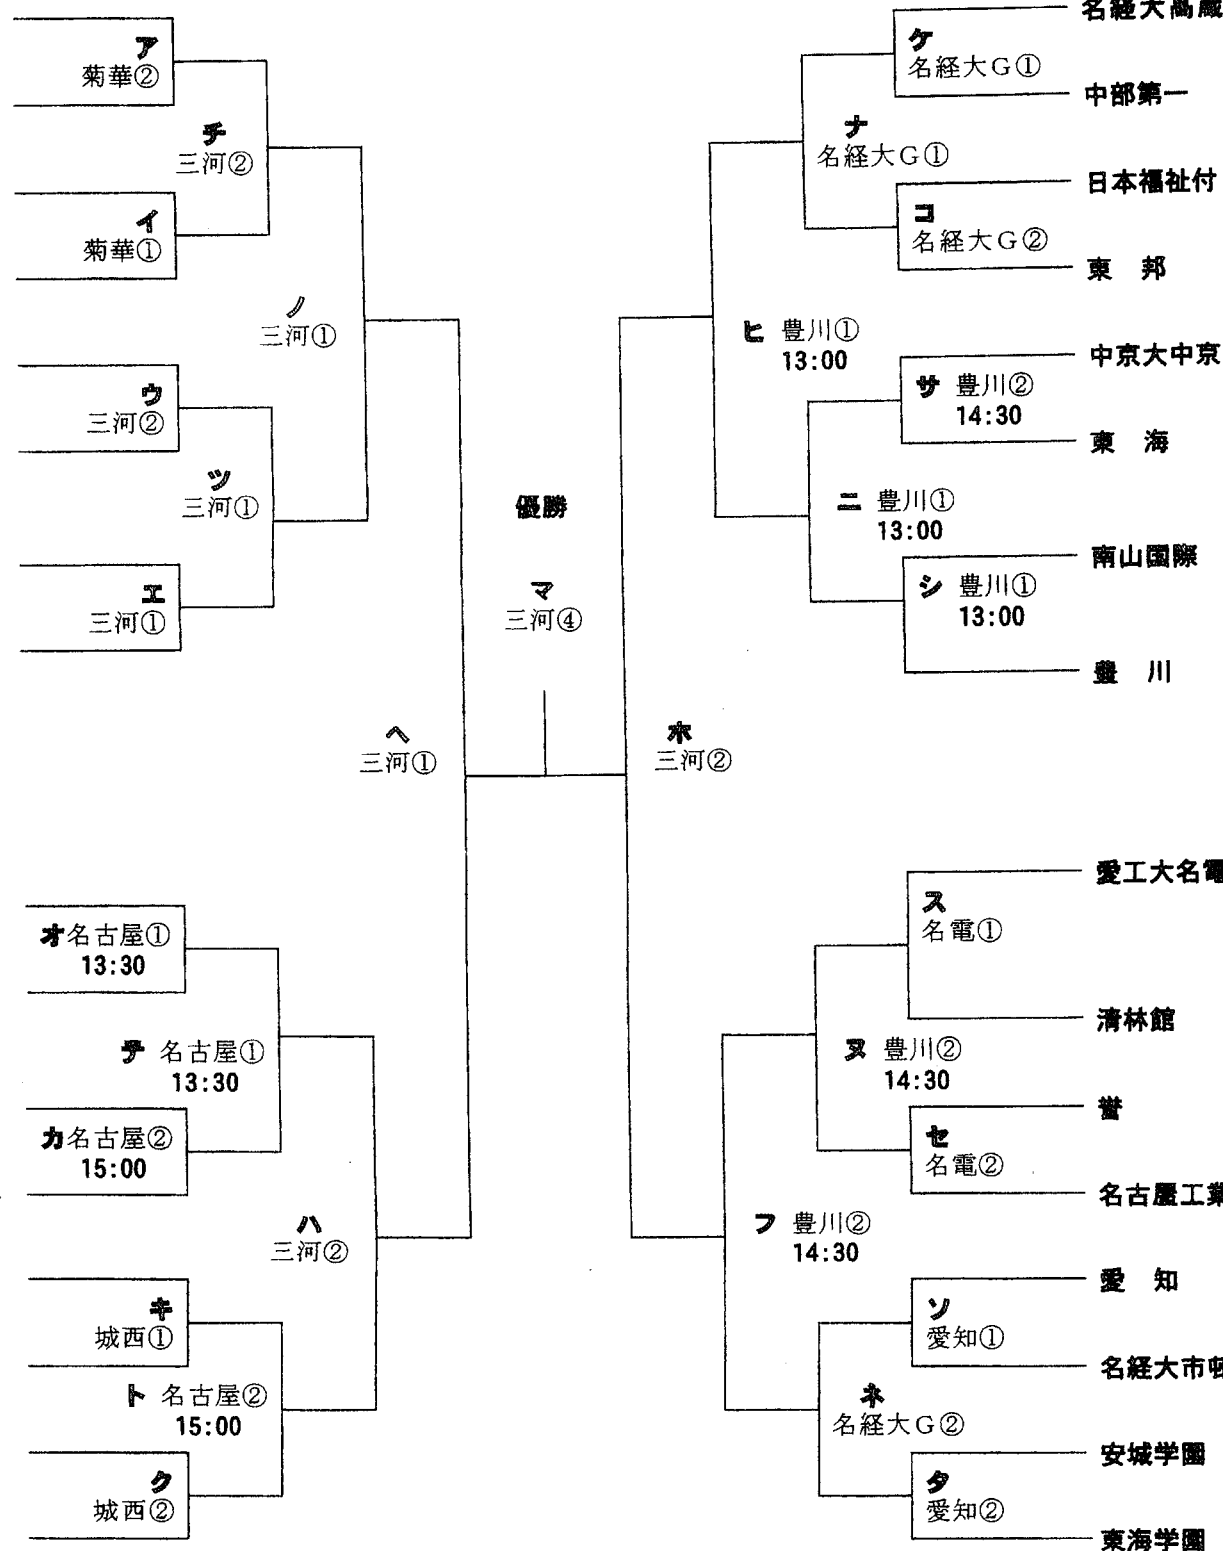 ア
菊華②
チ
三河②
イ
菊華①
ノ
三河①
ウ
三河②
ツ
三河①
エ
三河①
優勝
マ
三河④
ヘ
三河①
ホ
三河②
オ名古屋①
13:30
テ 名古屋①
13:30
カ名古屋②
15:00
ハ
三河②
キ
城西①
ト 名古屋②
15:00
ク
城西②
名経大高蔵
ケ
名経大G①
中部第一
ナ
名経大G①
日本福祉付
コ
名経大G②
東 邦
ヒ 豊川①
13:00
中京大中京
サ 豊川②
14:30
東 海
ニ 豊川①
13:00
南山国際
シ 豊川①
13:00
豊 川
愛工大名電
ス
名電①
清林館
ヌ 豊川②
14:30
誉
セ
名電②
名古屋工業
フ 豊川②
14:30
愛 知
ソ
愛知①
名経大市邨
ネ
名経大G②
安城学園
タ
愛知②
東海学園